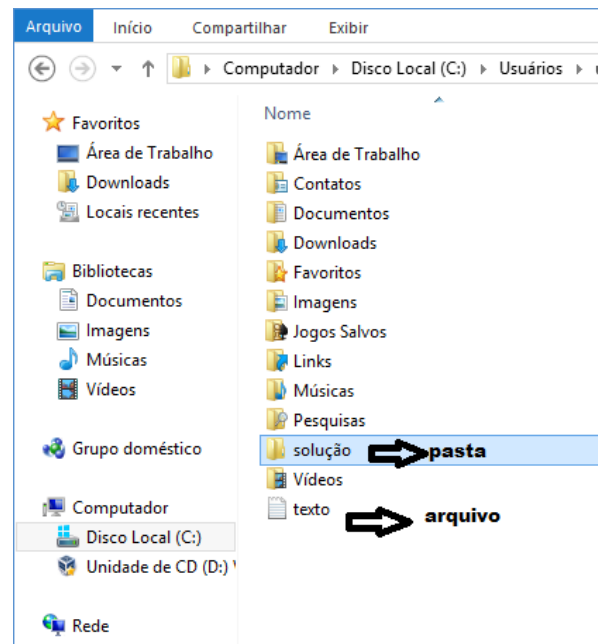 Arquivo Início Compartilhar Exibir
Computador Disco Local (C:) Usuários
Favoritos
Área de Trabalho
Downloads
Locais recentes
Bibliotecas
Documentos
Imagens
Músicas
Vídeos
Grupo doméstico
Computador
Disco Local (C:)
Unidade de CD (D:)
Rede
Nome
Área de Trabalho
Contatos
Documentos
Downloads
Favoritos
Imagens
Jogos Salvos
Links
Músicas
Pesquisas
solução pasta
Vídeos
texto arquivo